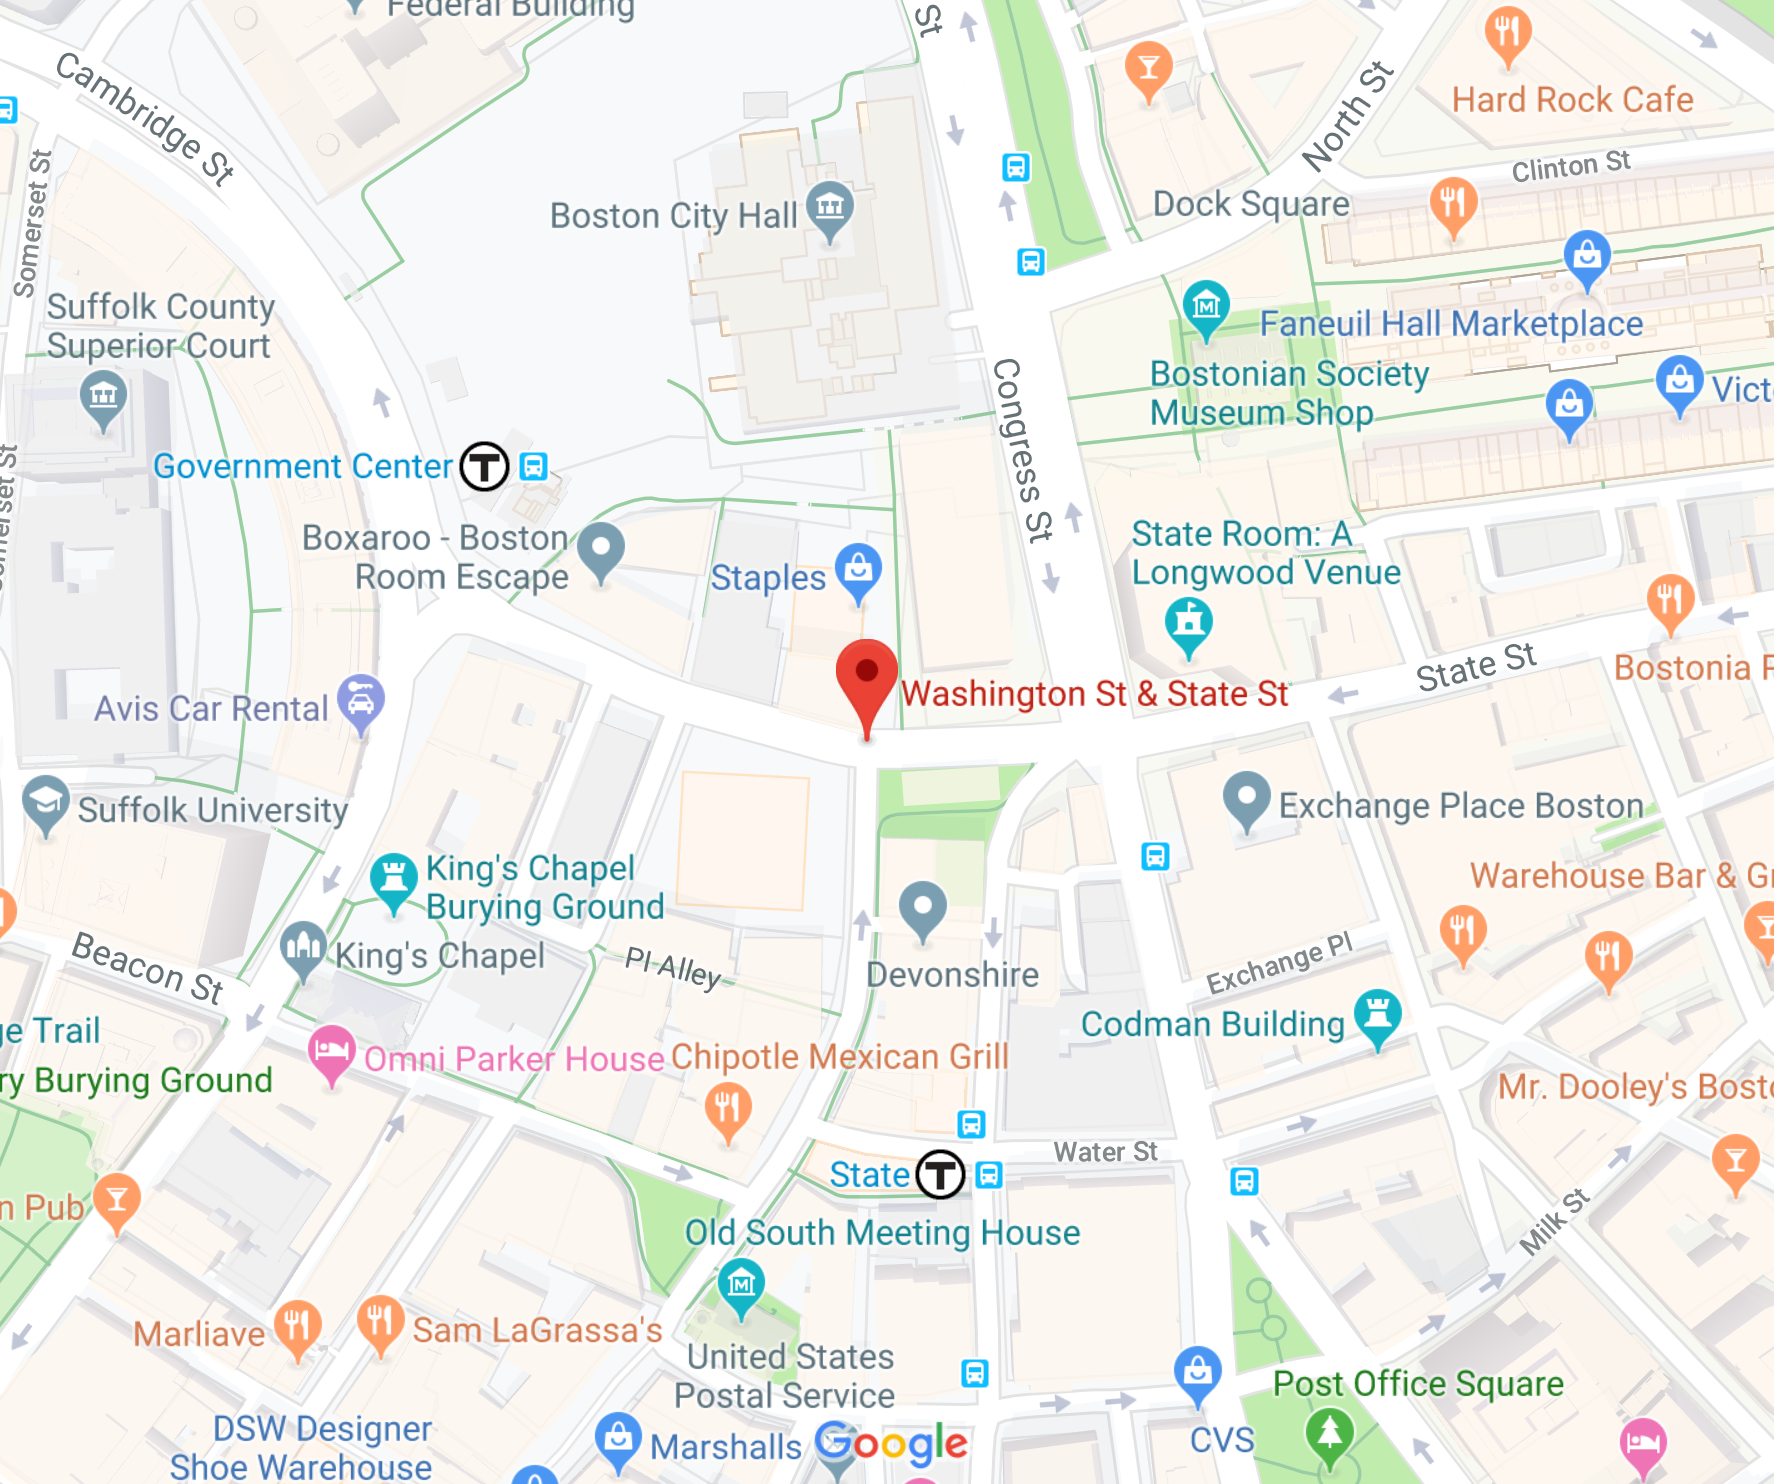 Federal Building
St
Cambridge St
Hard Rock Cafe
North St
Clinton St
Somerset St
Boston City Hall
Dock Square
Suffolk County
Superior Court
Faneuil Hall Marketplace
Bostonian Society
Museum Shop
Vict
Congress St
Government Center
T
Somerset St
Boxaroo - Boston
Room Escape
Staples
State Room: A
Longwood Venue
State St
Bostonia
Washington St & State St
Avis Car Rental
Suffolk University
Exchange Place Boston
King's Chapel
Burying Ground
Warehouse Bar & Gr
King's Chapel
Beacon St
Pi Alley
Devonshire
Exchange Pl
ge Trail
Codman Building
Omni Parker House
Chipotle Mexican Grill
ry Burying Ground
Mr. Dooley's Bosto
Water St
State
T
n Pub
Milk St
Old South Meeting House
M
Marliave
Sam LaGrassa's
United States
Postal Service
Post Office Square
DSW Designer
Shoe Warehouse
Marshalls
Google
CVS